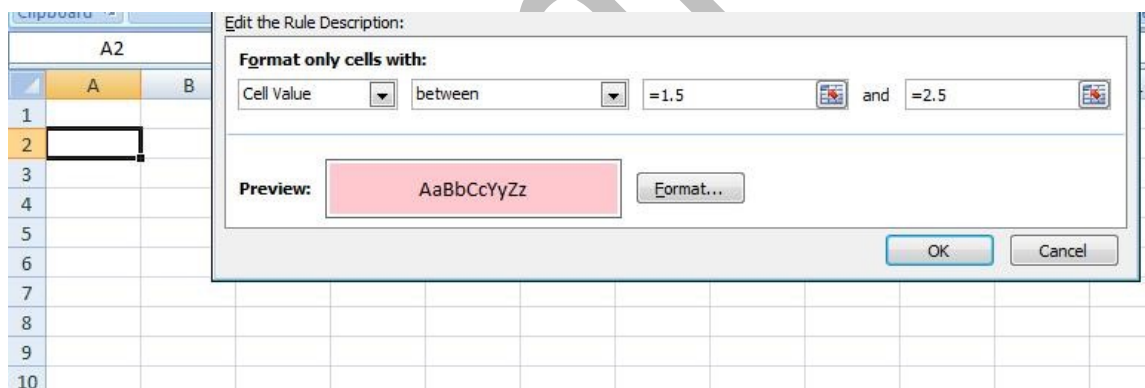 Clipboard
Edit the Rule Description:
A2
Format only cells with:
A
B
Cell Value
between
=1.5
and
=2.5
1
2
3
Preview:
AaBbCcYyZz
Format...
4
5
OK
Cancel
6
7
8
9
10